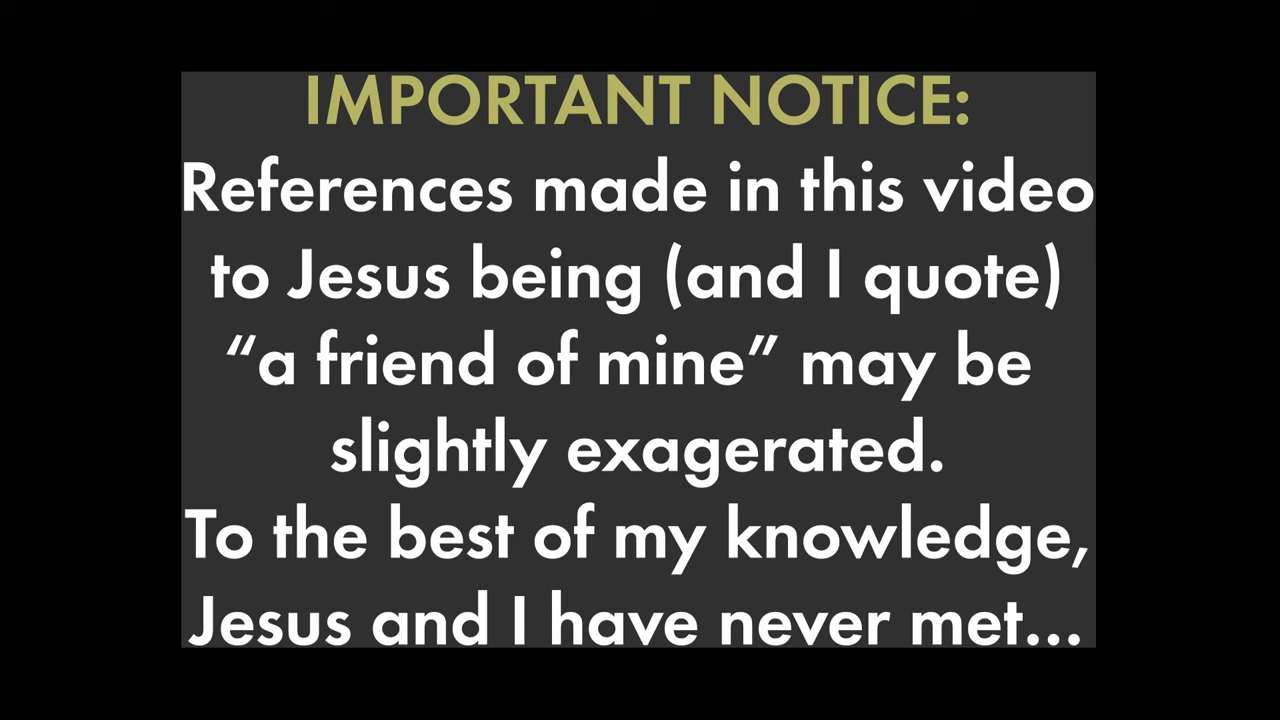 IMPORTANT NOTICE:
References made in this video
to Jesus being (and I quote)
“a friend of mine” may be
slightly exagerated.
To the best of my knowledge,
Jesus and I have never met...